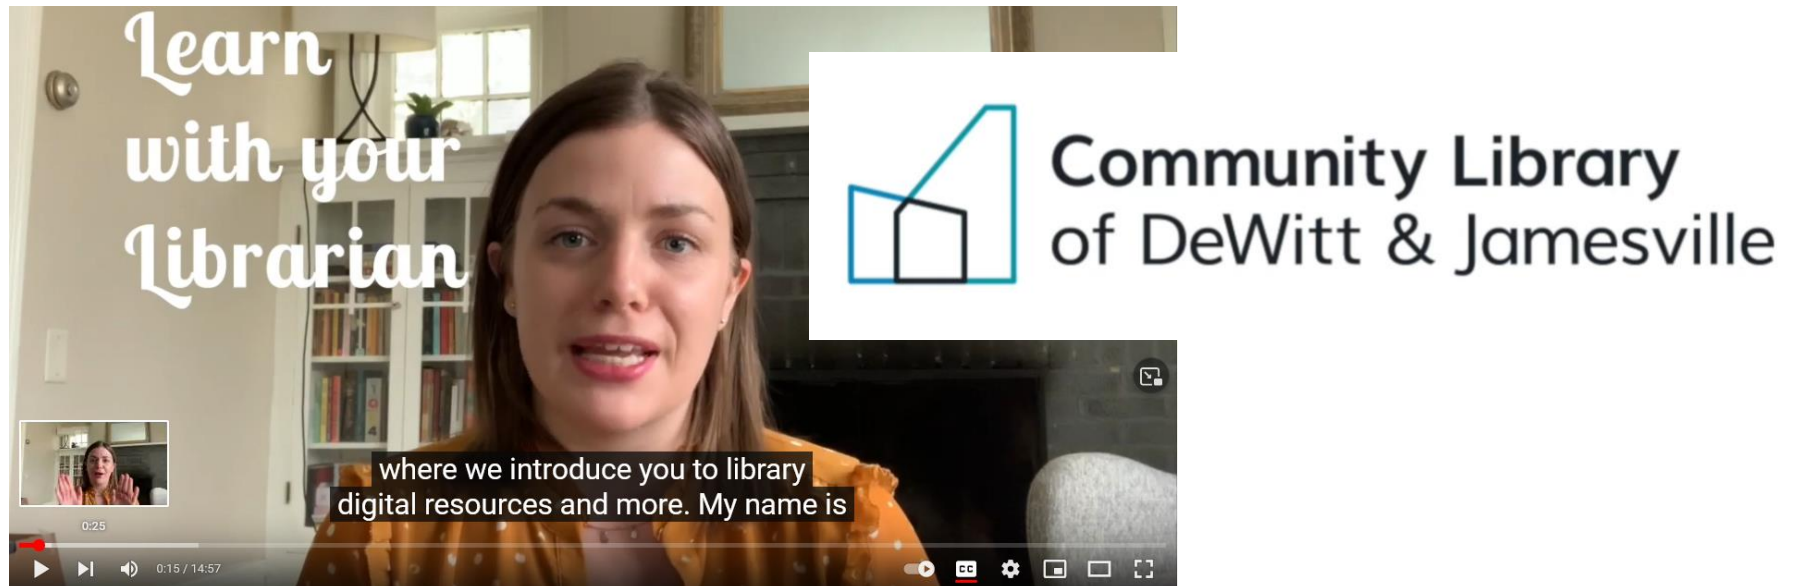 Learn
with your
Librarian
Community Library
of DeWitt & Jamesville
where we introduce you to library
digital resources and more. My name is
0:25
0:15 / 14:57
CC